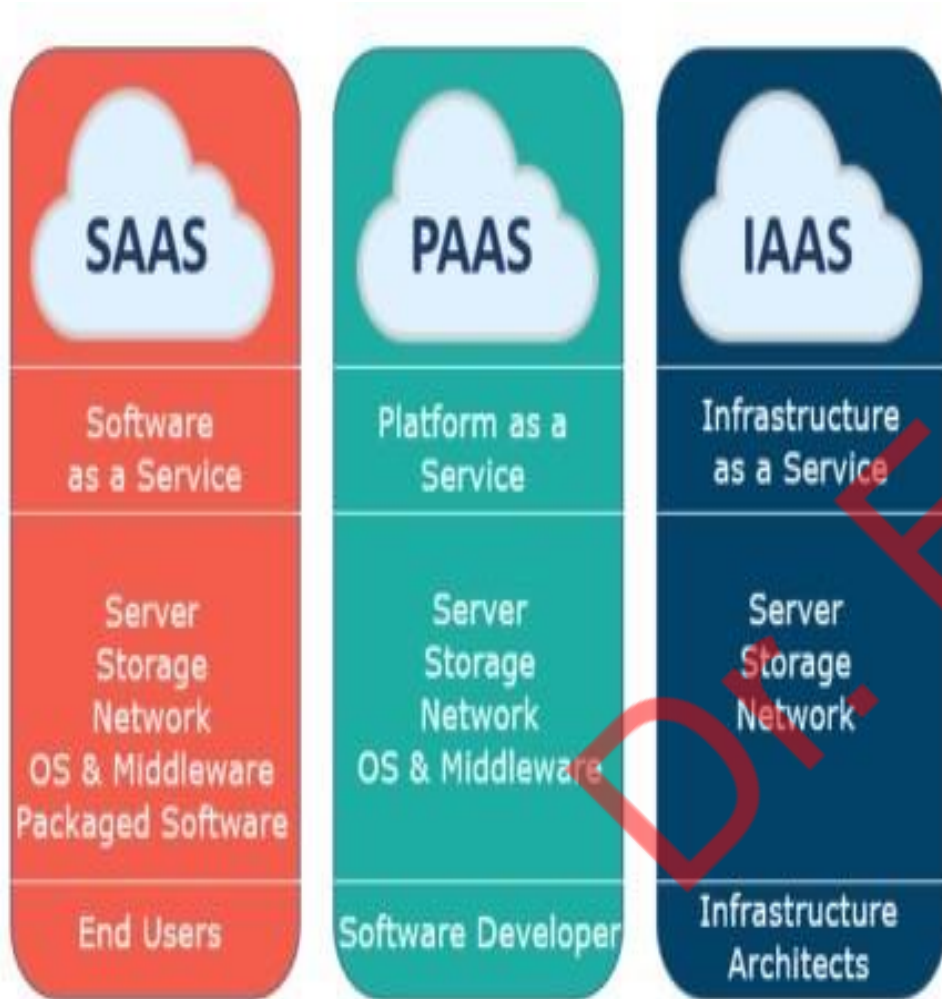 SAAS
Software
as a Service
Server
Storage
Network
OS & Middleware
Packaged Software
End Users
PAAS
Platform as a
Service
Server
Storage
Network
OS & Middleware
Software Developer
IAAS
Infrastructure
as a Service
Server
Storage
Network
Infrastructure
Architects
Dr.